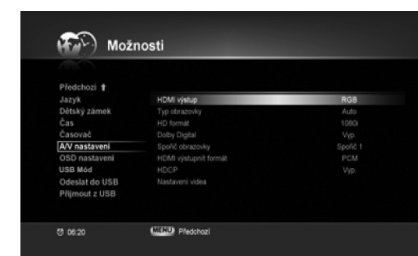 Možnosti
Předchozí ⬆
Jazyk
Dětský zámek
Čas
Časovač
A/V nastavení
OSD nastavení
USB Mód
Odeslat do USB
Přijmout z USB
HDMI výstup RGB
Typ obrazovky Auto
HD formát 1080i
Dolby Digital Vyp.
Spořič obrazovky Spořič 1
HDMI výstupnít formát PCM
HDCP Vyp.
Nastavení videa
06:20 MENU Předchozí